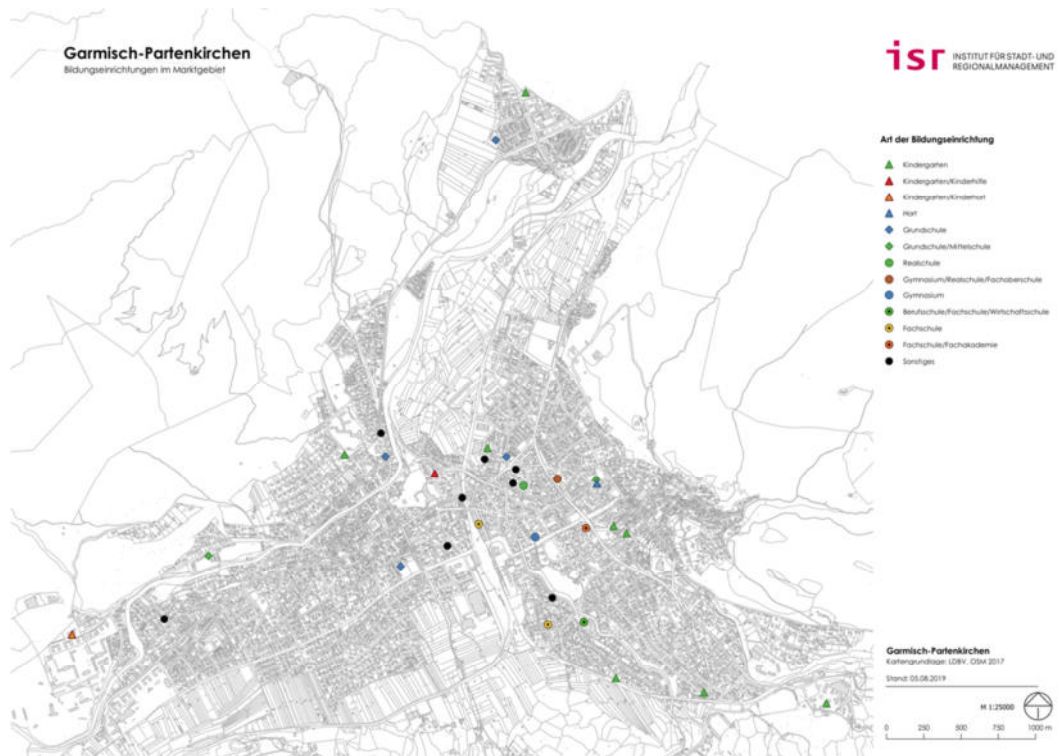 Garmisch-Partenkirchen
Bildungseinrichtungen im Marktgebiet
isr INSTITUT FÜR STADT- UND
REGIONALMANAGEMENT
Art der Bildungseinrichtung
Kindergarten
Kindergarten/Kinderhilfe
Kindergarten/Kinderhort
Hort
Grundschule
Grundschule/Mittelschule
Realschule
Gymnasium/Realschule/Fachoberschule
Gymnasium
Berufsschule/Fachschule/Wirtschaftsschule
Fachschule
Fachschule/Fachakademie
Sonstiges
Garmisch-Partenkirchen
Kartengrundlage: LDBV, OSM 2017
Stand: 05.08.2019
M 1:25000
0 250 500 750 1000 m